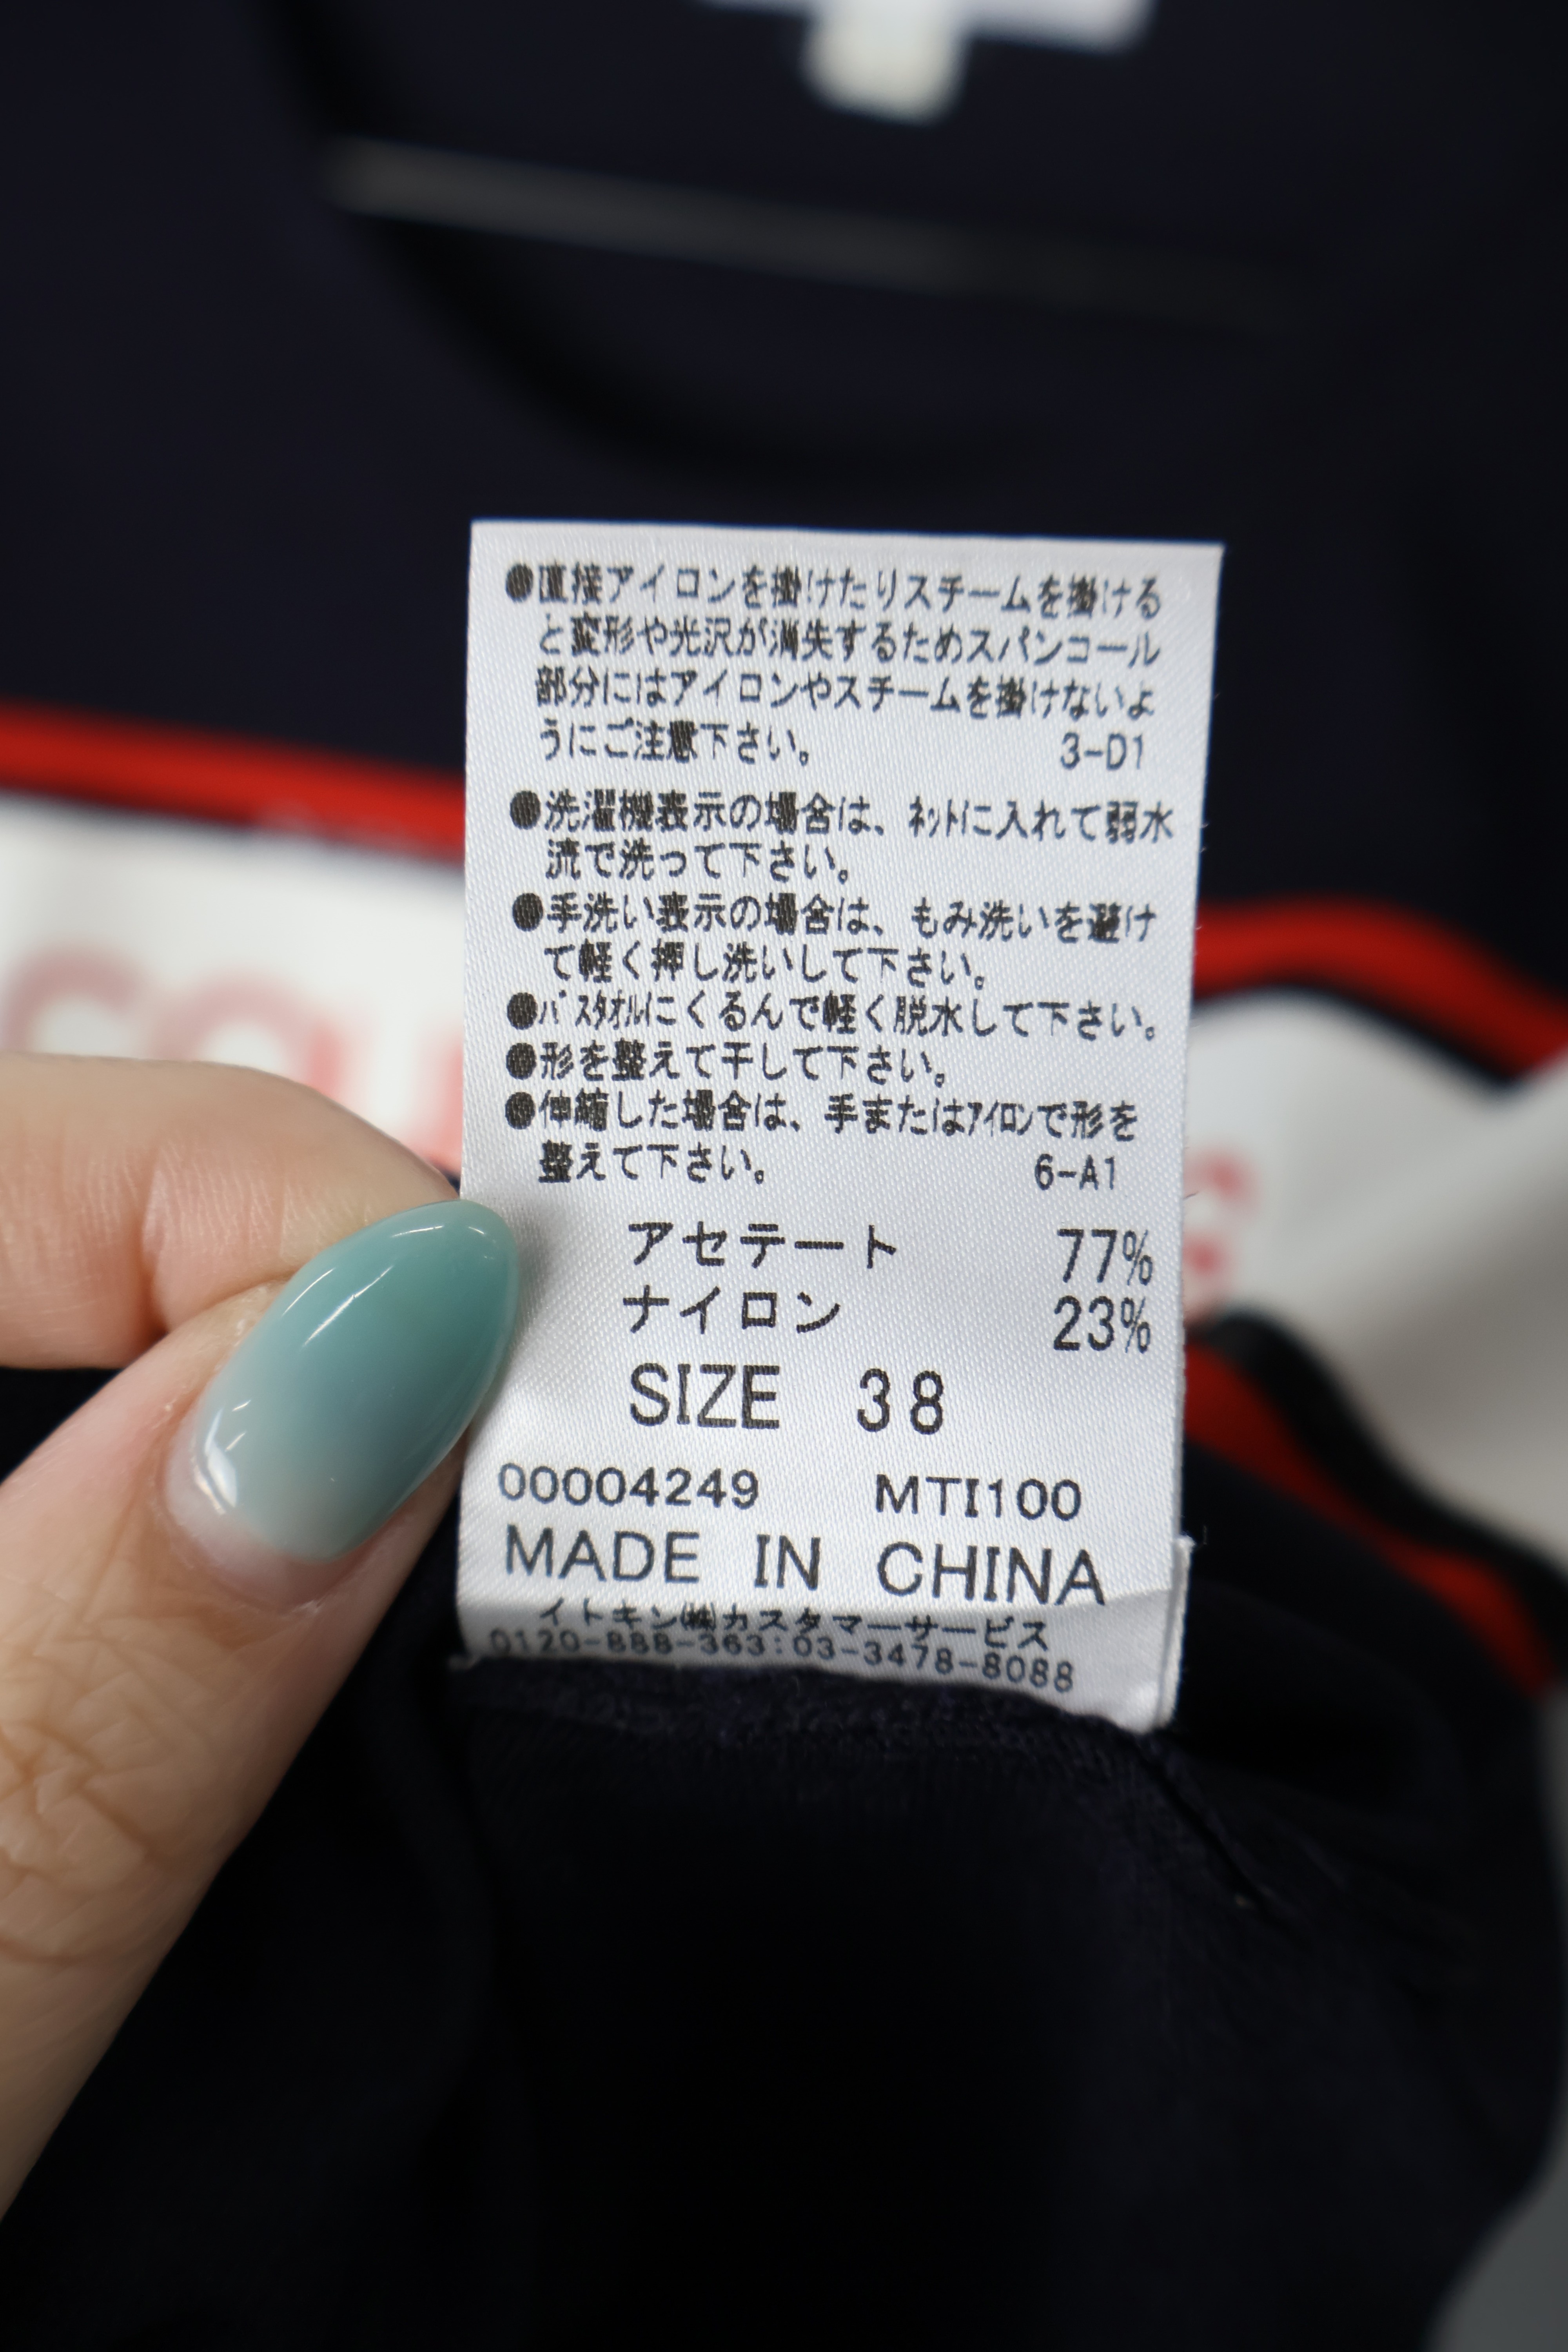 ●直接アイロンを掛けたりスチームを掛ける
と変形や光沢が消失するためスパンコール
部分にはアイロンやスチームを掛けないよ
うにご注意下さい。 3-D1
●洗濯機表示の場合は、ﾈｯﾄに入れて弱水
流で洗って下さい。
●手洗い表示の場合は、もみ洗いを避け
て軽く押し洗いして下さい。
●ﾊﾞｽﾀｵﾙにくるんで軽く脱水して下さい。
●形を整えて干して下さい。
●伸縮した場合は、手またはｱｲﾛﾝで形を
整えて下さい。 6-A1
アセテート 77%
ナイロン 23%
SIZE 38
00004249 MTI100
MADE IN CHINA
イトキン㈱カスタマーサービス
0120-888-363:03-3478-8088